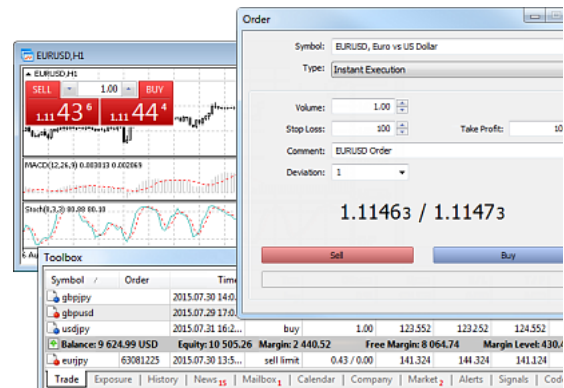 Order
Symbol: EURUSD, Euro vs US Dollar
Type: Instant Execution
Volume: 1.00
Stop Loss: 100 Take Profit: 10
Comment: EURUSD Order
Deviation: 1
1.11463 / 1.11473
Sell Buy
EURUSD,H1
EURUSD,H1
SELL 1.00 BUY
1.11 43 6 1.11 44 4
MACD(12,26,9) 0.003013 0.002069
Toolbox
Symbol / Order Time
gbpjpy 2015.07.30 14:0...
gbpusd 2015.07.29 17:0...
usdjpy 2015.07.31 16:2... buy 1.00 123.552 123.252 124.552
Balance: 9 624.99 USD Equity: 10 505.26 Margin: 2 440.52 Free Margin: 8 064.74 Margin Level: 430.4
eurjpy 63081225 2015.07.30 13:5... sell limit 0.43 / 0.00 141.324 144.324 141.124
Trade Exposure History News 15 Mailbox 1 Calendar Company Market 2 Alerts Signals Cod